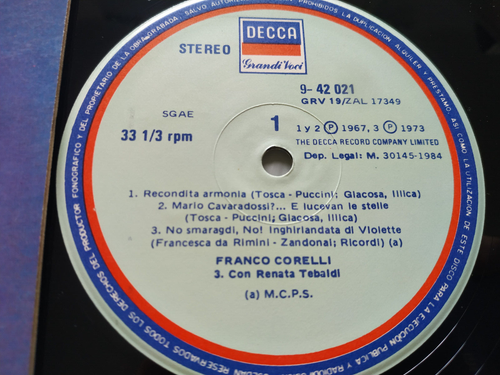 STEREO
DECCA
Grandi Voci
9- 42 021
GRV 19/ZAL 17349
SGAE
33 1/3 rpm
1
1 y 2 Ⓟ 1967, 3 Ⓟ 1973
THE DECCA RECORD COMPANY LIMITED
Dep. Legal: M. 30145-1984
1. Recondita armonia (Tosca - Puccini; Giacosa, Illica)
2. Mario Cavaradossi?... E lucevan le stelle
(Tosca - Puccini; Giacosa, Illica)
3. No smaragdi, No! Inghirlandata di Violette
(Francesca da Rimini - Zandonai; Ricordi) (a)
FRANCO CORELLI
3. Con Renata Tebaldi
(a) M.C.P.S.
RESERVADOS TODOS LOS DERECHOS DEL PRODUCTOR FONOGRAFICO Y DEL PROPIETARIO DE LA OBRA GRABADA. SALVO AUTORI PROHIBIDOS LA DUPLICACION, ALQUILER Y PRESTAMO, ASI COMO LA UTILIZACION DE ESTE DISCO PARA LA EJECUCION PUBLICA Y RADIO